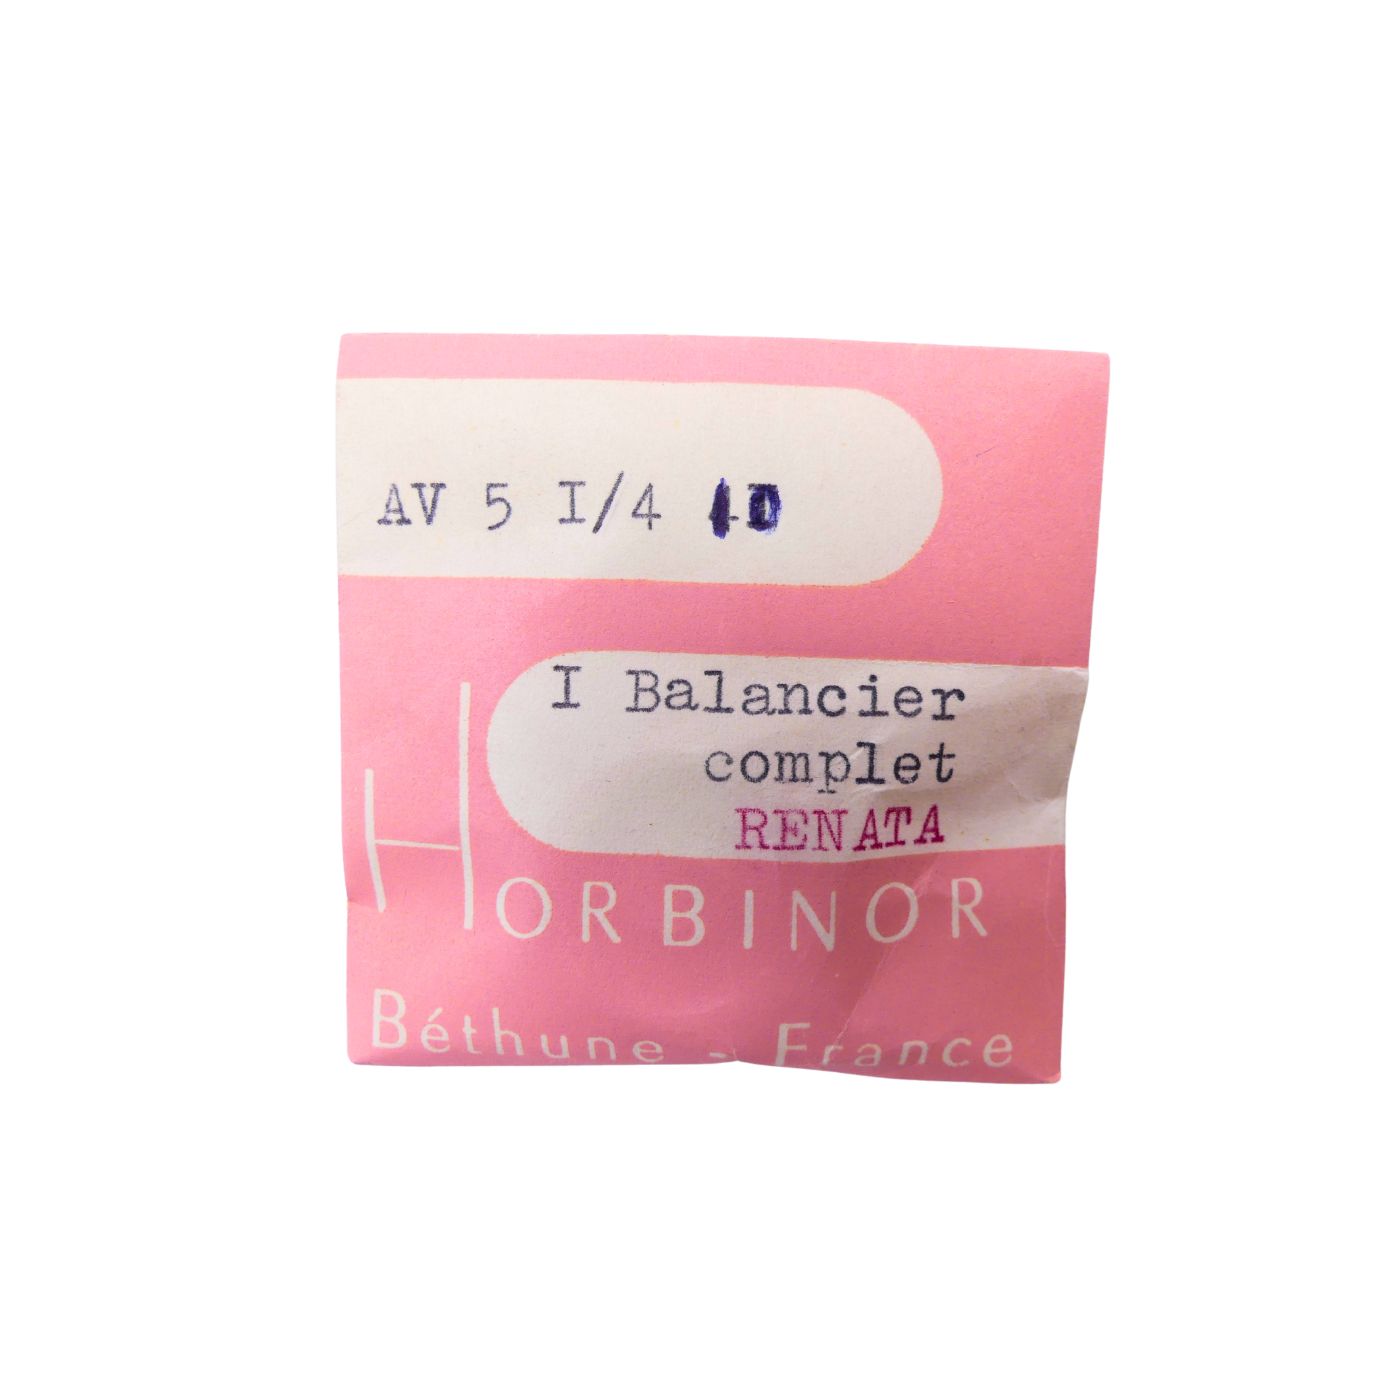 AV 5 I/4
I Balancier
complet
RENATA
HORBINOR
Béthune - France